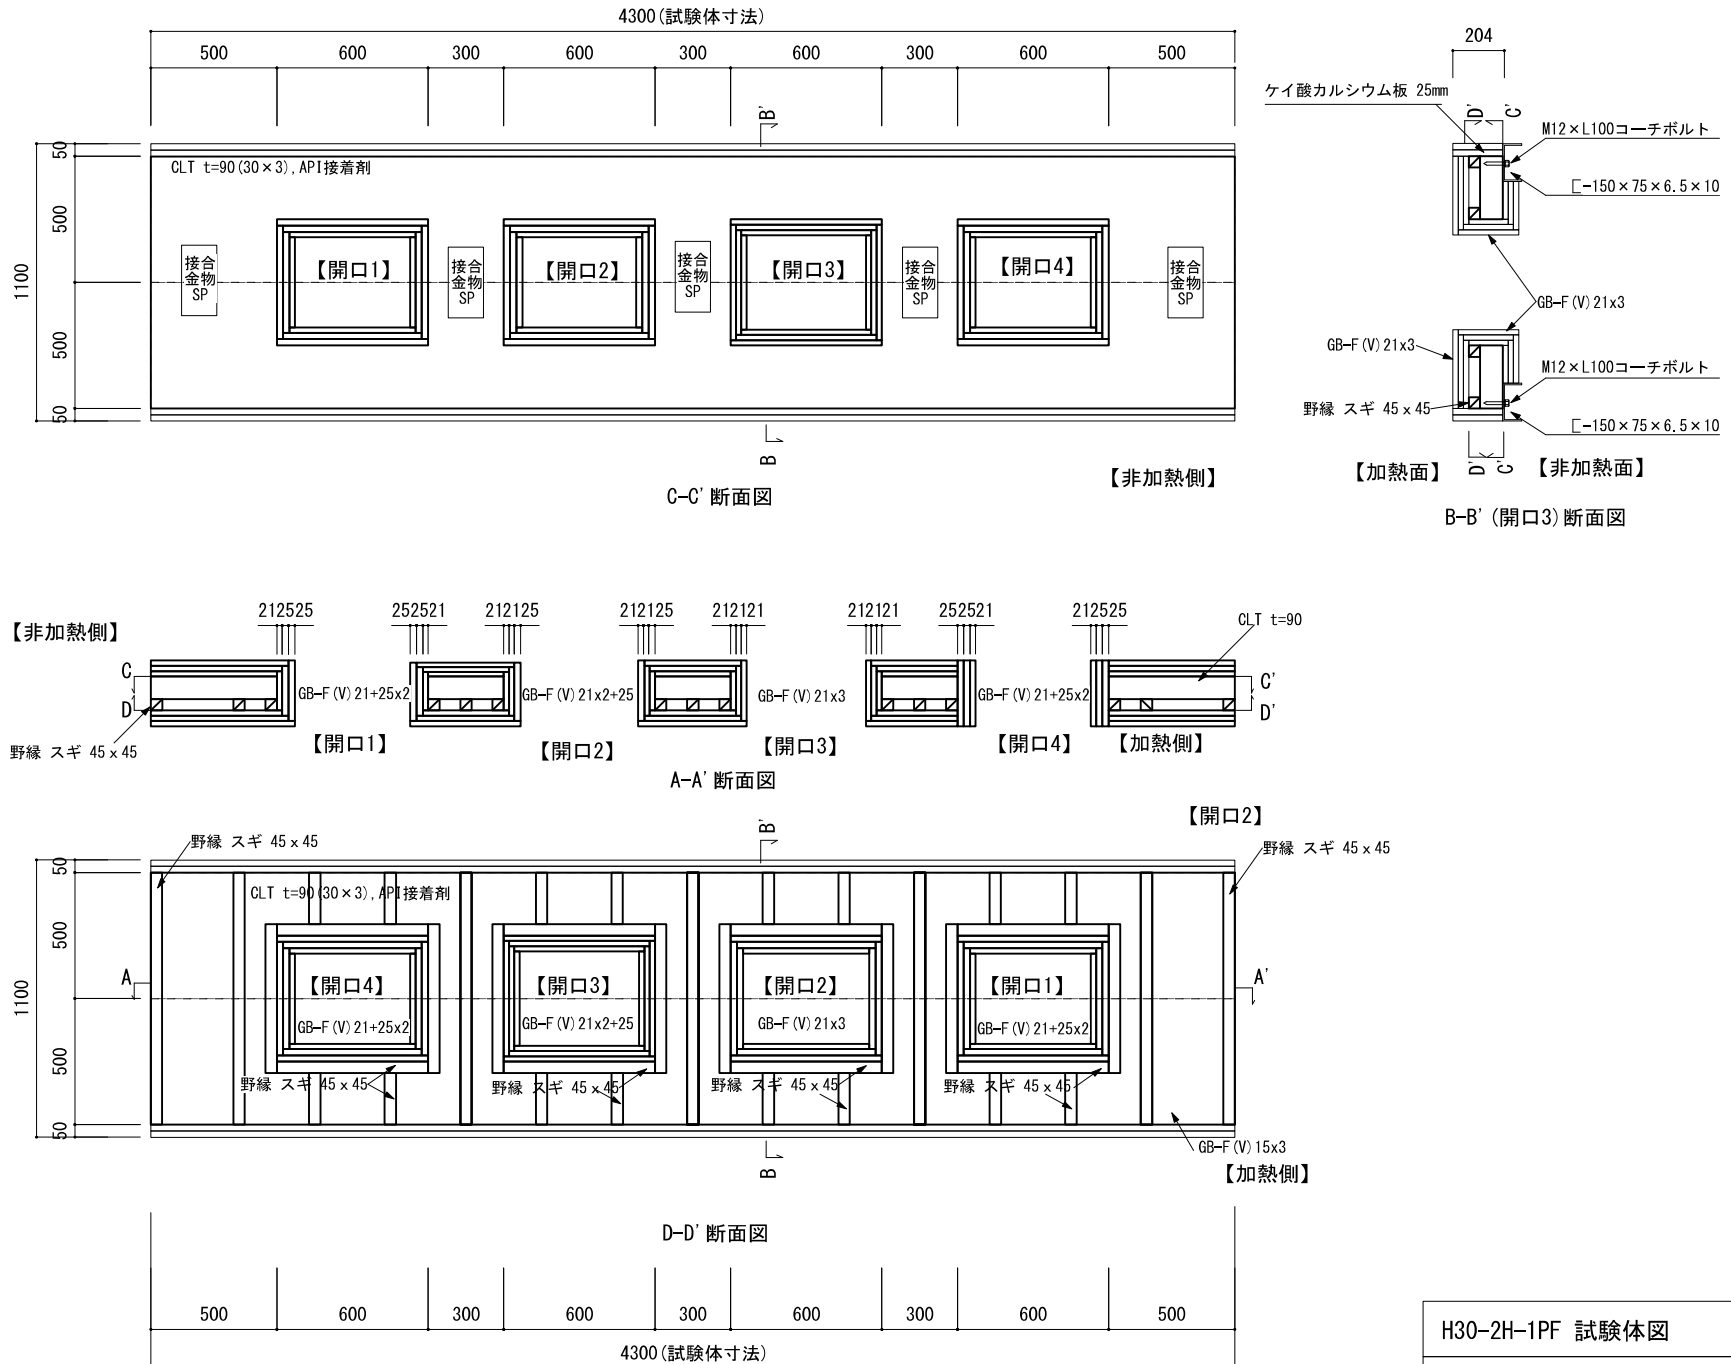 4300(試験体寸法)
500 600 300 600 300 600 300 600 500
CLT t=90(30×3),API接着剤
B'
50
500
1100
500
50
接合金物SP
【開口1】
接合金物SP
【開口2】
接合金物SP
【開口3】
接合金物SP
【開口4】
接合金物SP
B
C-C' 断面図
【非加熱側】
204
ケイ酸カルシウム板 25mm
D' C'
M12×L100コーチボルト
[-150×75×6.5×10
GB-F(V)21x3
GB-F(V)21x3
M12×L100コーチボルト
野縁 スギ 45x45
[-150×75×6.5×10
【加熱面】
D' C'
【非加熱面】
B-B' (開口3)断面図
【非加熱側】
212525 252521 212125 212125 212121 212121 252521 212525
CLT t=90
C
D
GB-F(V)21+25x2
GB-F(V)21x2+25
GB-F(V)21x3
GB-F(V)21+25x2
C'
D'
野縁 スギ 45x45
【開口1】
【開口2】
【開口3】
【開口4】
【加熱側】
A-A' 断面図
【開口2】
B'
野縁 スギ 45x45
野縁 スギ 45x45
CLT t=90(30×3),API接着剤
50
500
1100
500
50
A
A'
【開口4】
【開口3】
【開口2】
【開口1】
GB-F(V)21+25x2
GB-F(V)21x2+25
GB-F(V)21x3
GB-F(V)21+25x2
野縁 スギ 45x45
野縁 スギ 45x45
野縁 スギ 45x45
野縁 スギ 45x45
GB-F(V)15x3
【加熱側】
B
D-D' 断面図
500 600 300 600 300 600 300 600 500
4300(試験体寸法)
H30-2H-1PF 試験体図